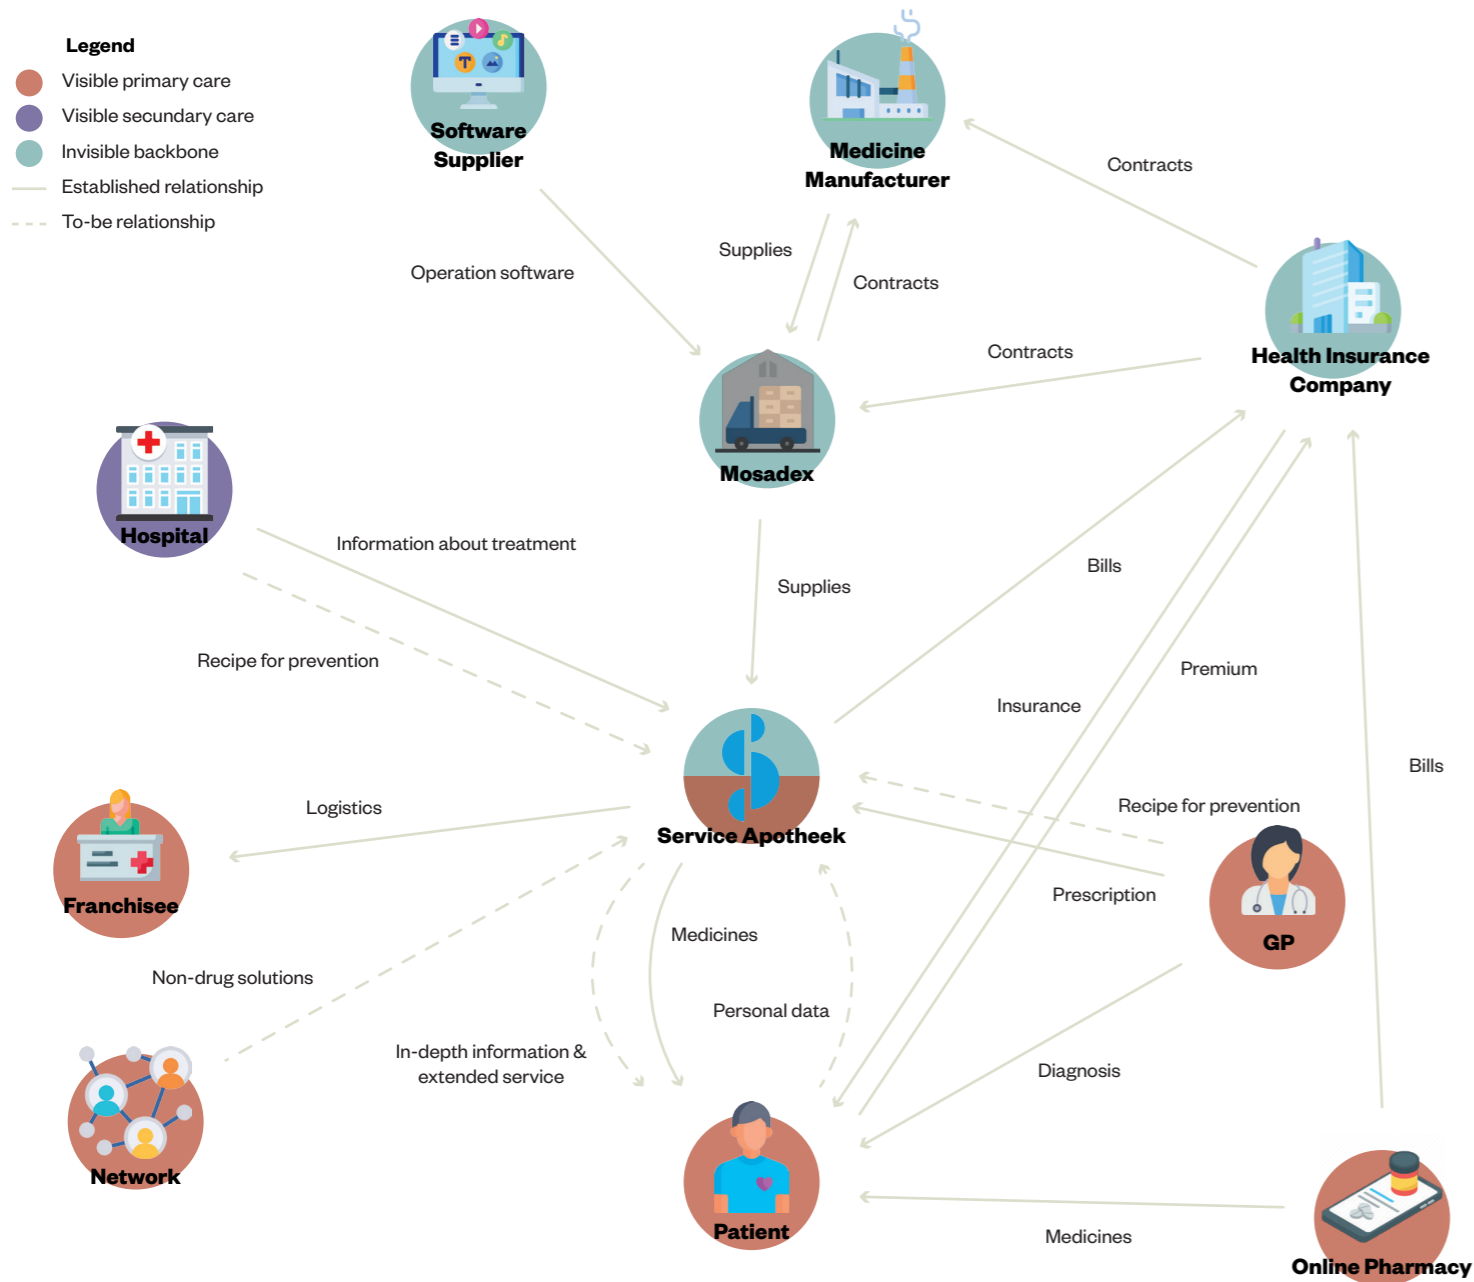 Legend
Visible primary care
Visible secundary care
Invisible backbone
Established relationship
To-be relationship
Software
Supplier
Medicine
Manufacturer
Contracts
Supplies
Operation software
Contracts
Contracts
Health Insurance
Company
Mosadex
Hospital
Information about treatment
Supplies
Bills
Recipe for prevention
Premium
Insurance
Bills
Logistics
Recipe for prevention
Service Apotheek
Franchisee
Prescription
Medicines
GP
Non-drug solutions
Personal data
In-depth information &
extended service
Diagnosis
Network
Patient
Medicines
Online Pharmacy